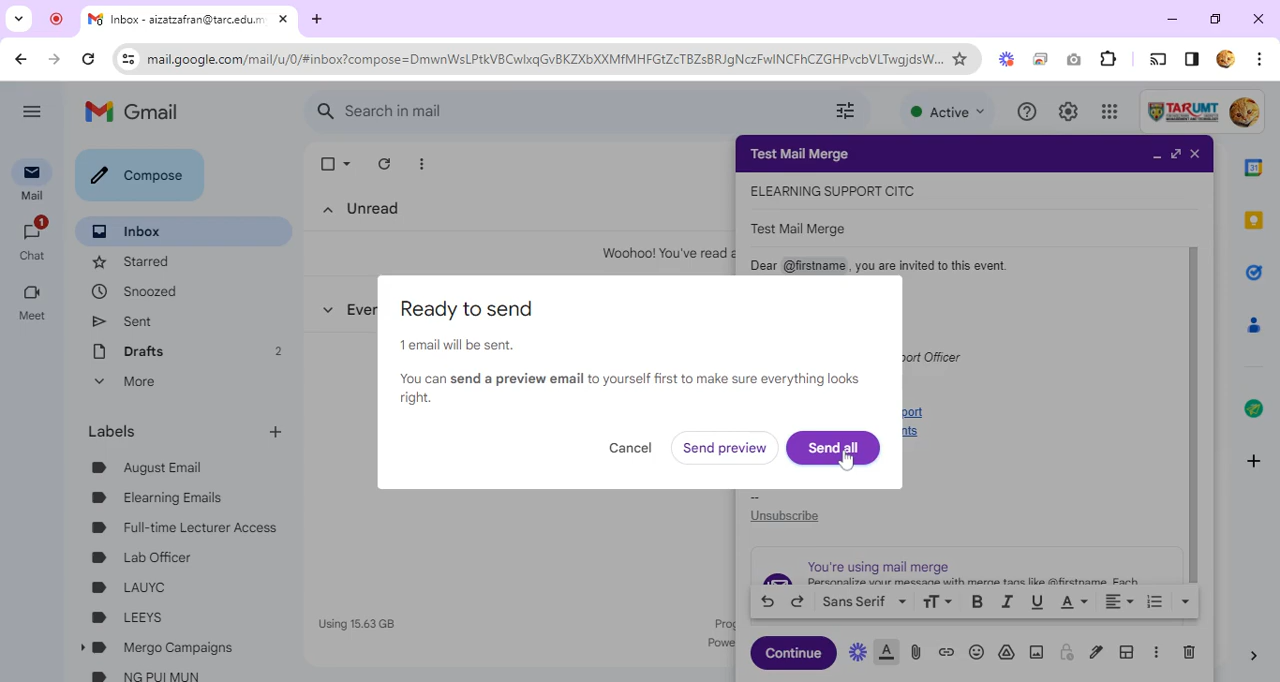 Inbox - aizatzafran@tarc.edu.m
mail.google.com/mail/u/0/#inbox?compose=DmwnWsLPtkVBCwlxqGvBKZXbXXMfMHFGtZcTBZsBRJgNczFwlNCFhCZGHPvcbVLTwgjdsW...
Gmail
Search in mail
Active
TARUMT
Mail
1
Chat
Meet
Compose
Inbox
Starred
Snoozed
Sent
Drafts 2
More
Labels
August Email
Elearning Emails
Full-time Lecturer Access
Lab Officer
LAUYC
LEEYS
Mergo Campaigns
NG PUI MUN
Unread
Woohoo! You've read a
Ever
Using 15.63 GB
Prog
Powe
Test Mail Merge
ELEARNING SUPPORT CITC
Test Mail Merge
Dear @firstname, you are invited to this event.
port Officer
port
nts
--
Unsubscribe
You're using mail merge
Personalize your message with merge tags like @firstname. Each
Sans Serif
Continue
Ready to send
1 email will be sent.
You can send a preview email to yourself first to make sure everything looks
right.
Cancel
Send preview
Send all
31